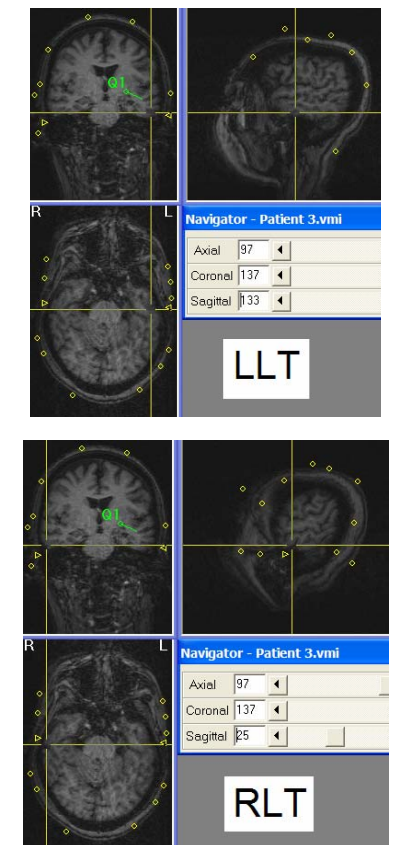 Q1
R L
Navigator - Patient 3.vmi
Axial 97
Coronal 137
Sagittal 133
LLT
Q1
R L
Navigator - Patient 3.vmi
Axial 97
Coronal 137
Sagittal 25
RLT